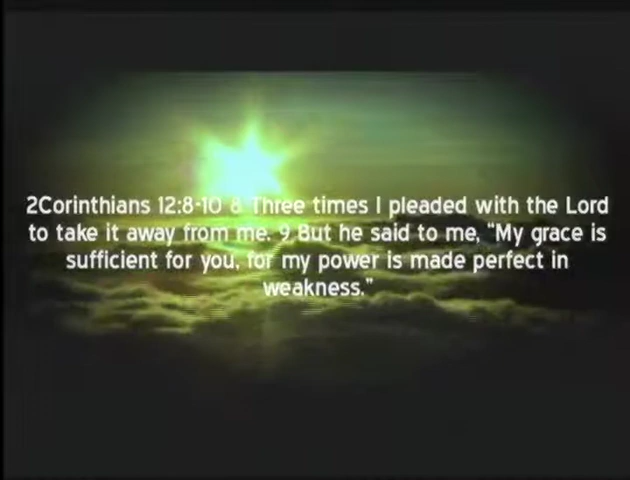 2Corinthians 12:8-10 8 Three times I pleaded with the Lord
to take it away from me. 9 But he said to me, "My grace is
sufficient for you, for my power is made perfect in
weakness."